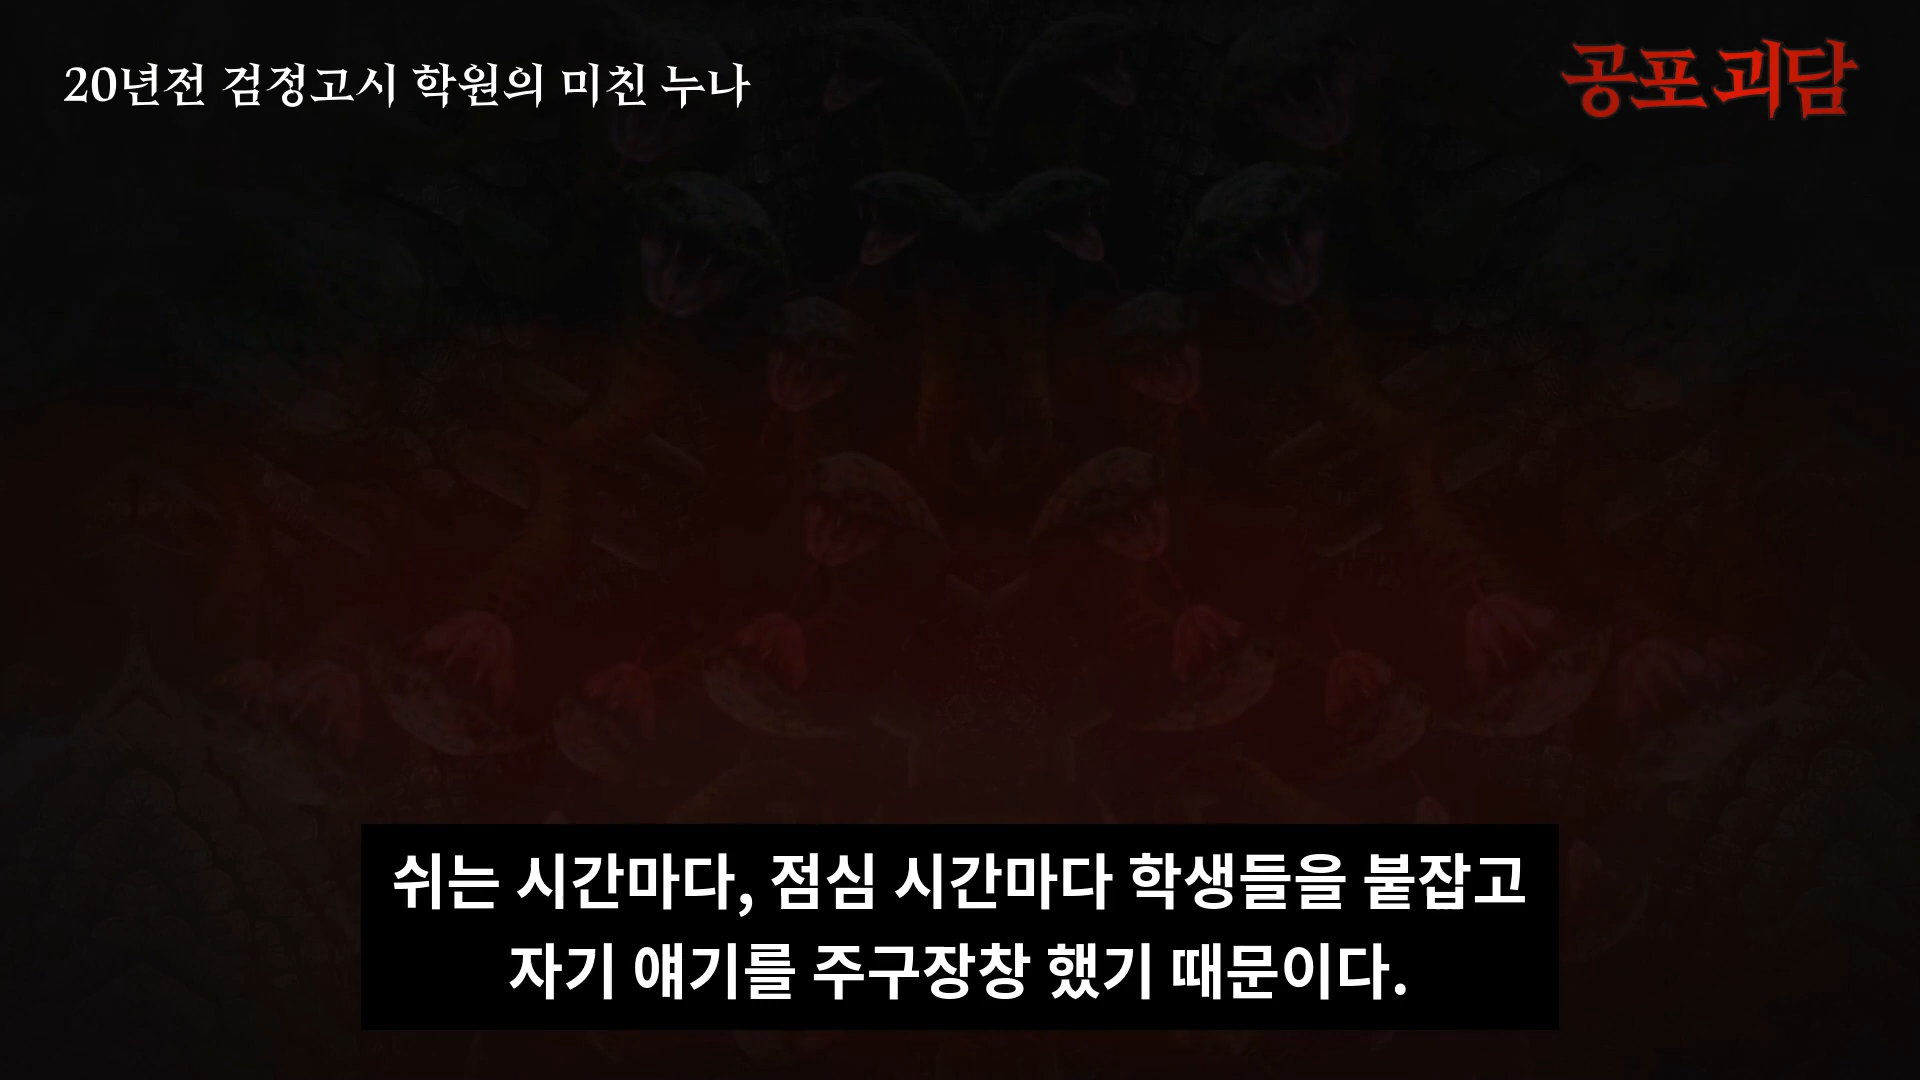 20년전 검정고시 학원의 미친 누나
공포 괴담
쉬는 시간마다, 점심 시간마다 학생들을 붙잡고
자기 얘기를 주구장창 했기 때문이다.